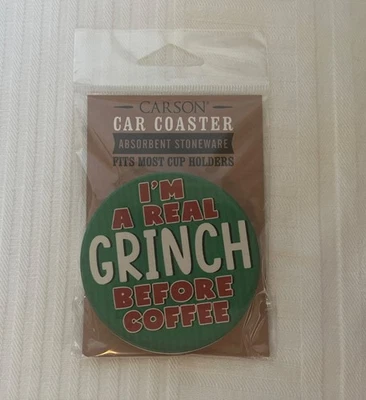 CARSON®
CAR COASTER
ABSORBENT STONEWARE
FITS MOST CUP HOLDERS
I'M
A REAL
GRINCH
BEFORE
COFFEE